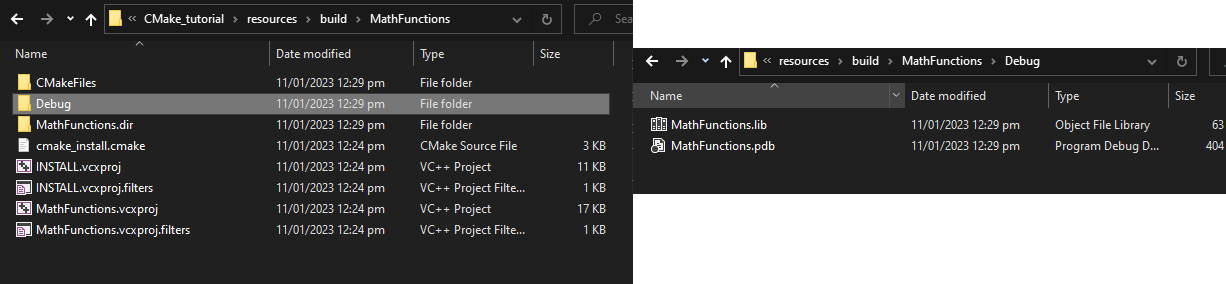 « CMake_tutorial > resources > build > MathFunctions
Sea
Name Date modified Type Size
CMakeFiles 11/01/2023 12:29 pm File folder
Debug 11/01/2023 12:29 pm File folder
MathFunctions.dir 11/01/2023 12:29 pm File folder
cmake_install.cmake 11/01/2023 12:24 pm CMake Source File 3 KB
INSTALL.vcxproj 11/01/2023 12:24 pm VC++ Project 11 KB
INSTALL.vcxproj.filters 11/01/2023 12:24 pm VC++ Project Filte... 1 KB
MathFunctions.vcxproj 11/01/2023 12:24 pm VC++ Project 17 KB
MathFunctions.vcxproj.filters 11/01/2023 12:24 pm VC++ Project Filte... 1 KB
« resources > build > MathFunctions > Debug
Name Date modified Type Size
MathFunctions.lib 11/01/2023 12:29 pm Object File Library 63
MathFunctions.pdb 11/01/2023 12:29 pm Program Debug D... 404